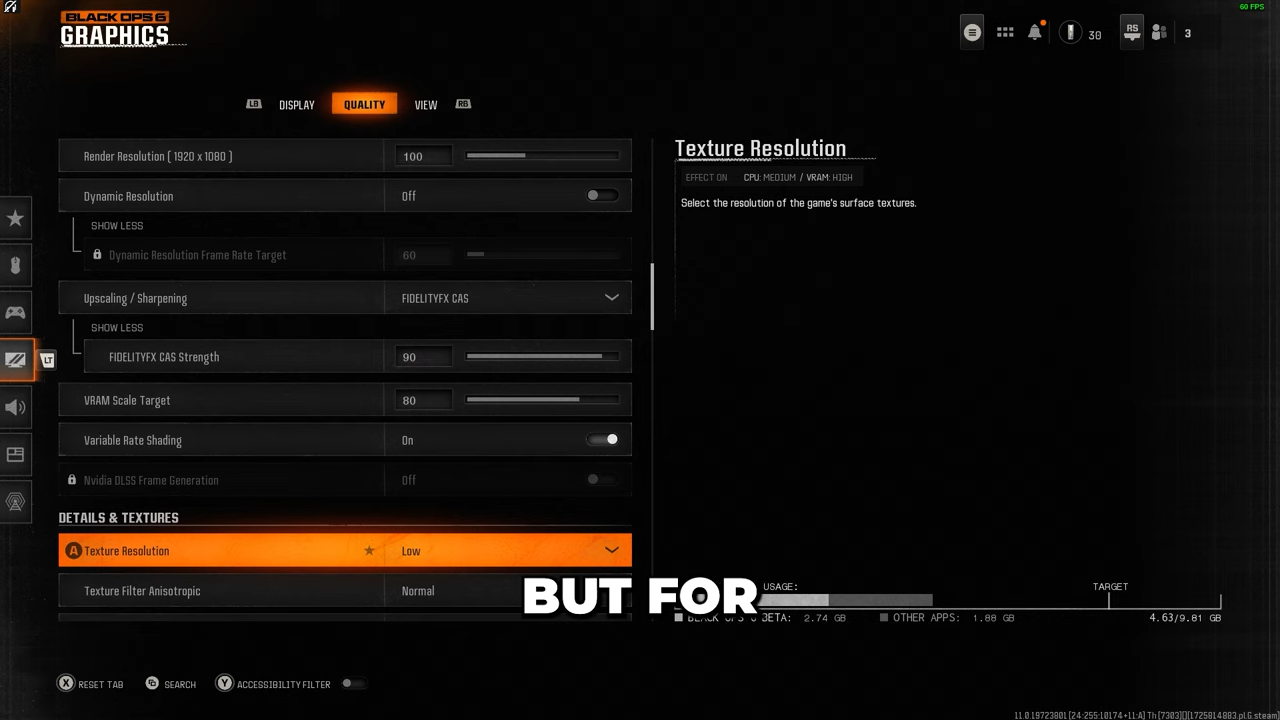 60 FPS
BLACK OPS 6
GRAPHICS
30
RS
3
LB
DISPLAY
QUALITY
VIEW
RB
Render Resolution [ 1920 x 1080 ]
100
Texture Resolution
EFFECT ON CPU: MEDIUM / VRAM: HIGH
Select the resolution of the game's surface textures.
Dynamic Resolution
Off
SHOW LESS
Dynamic Resolution Frame Rate Target
60
Upscaling / Sharpening
FIDELITYFX CAS
SHOW LESS
LT
FIDELITYFX CAS Strength
90
VRAM Scale Target
80
Variable Rate Shading
On
Nvidia DLSS Frame Generation
Off
DETAILS & TEXTURES
A Texture Resolution
Low
Texture Filter Anisotropic
Normal
BUT FOR
USAGE:
TARGET
BLACK OPS 6 BETA: 2.74 GB
OTHER APPS: 1.88 GB
4.63/9.81 GB
X RESET TAB
SEARCH
Y ACCESSIBILITY FILTER